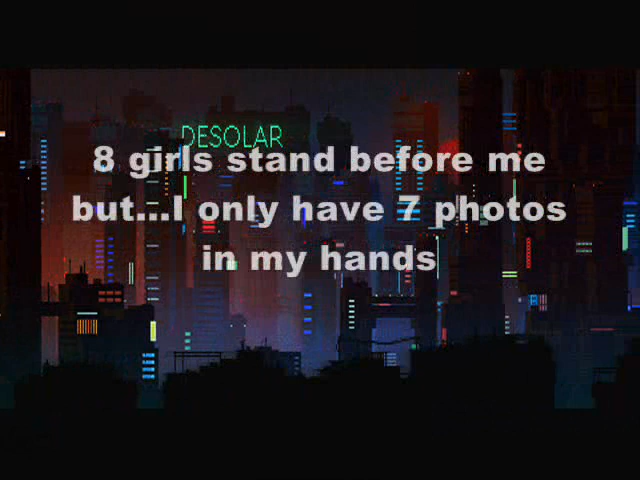 DESOLAR
8 girls stand before me
but...I only have 7 photos
in my hands